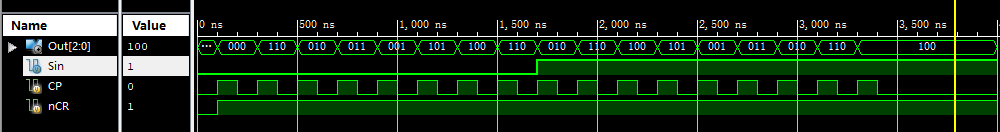 Name Value 0 ns 500 ns 1,000 ns 1,500 ns 2,000 ns 2,500 ns 3,000 ns 3,500 ns
Out[2:0] 100 ... 000 110 010 011 001 101 100 110 010 110 100 101 001 011 010 110 100
Sin 1
CP 0
nCR 1